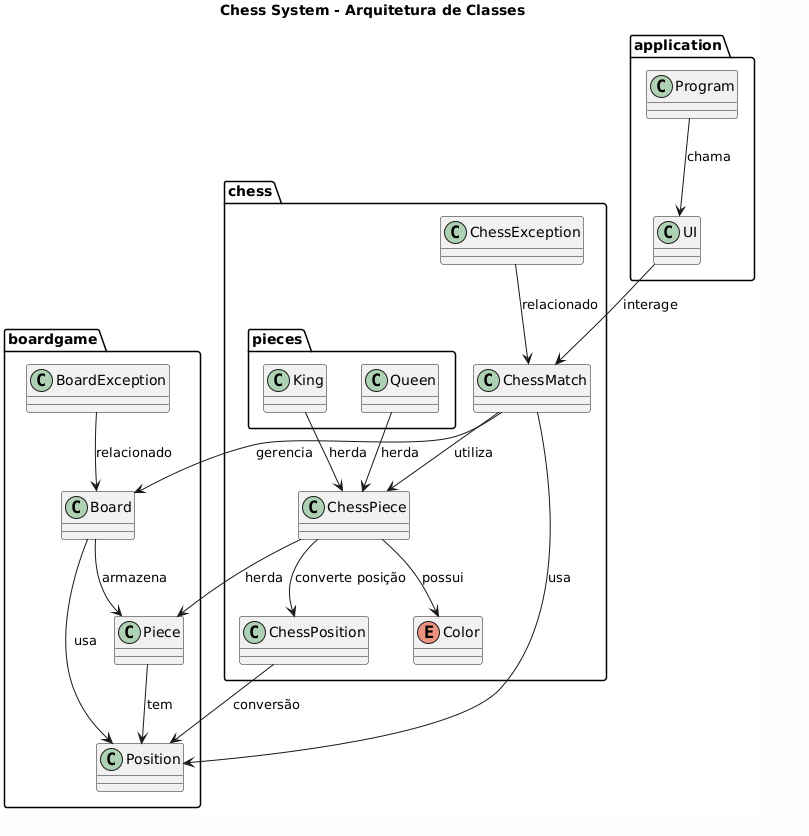 Chess System - Arquitetura de Classes
application
C Program
chama
chess
C ChessException
C UI
relacionado
interage
boardgame
pieces
C BoardException
C King
C Queen
C ChessMatch
relacionado
gerencia
herda
herda
utiliza
C Board
C ChessPiece
armazena
herda
converte posição
possui
usa
usa
C Piece
C ChessPosition
E Color
tem
conversão
C Position